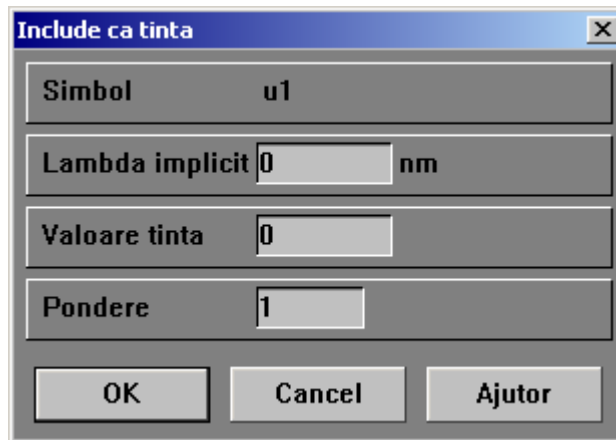 Include ca tinta
Simbol u1
Lambda implicit 0 nm
Valoare tinta 0
Pondere 1
OK Cancel Ajutor